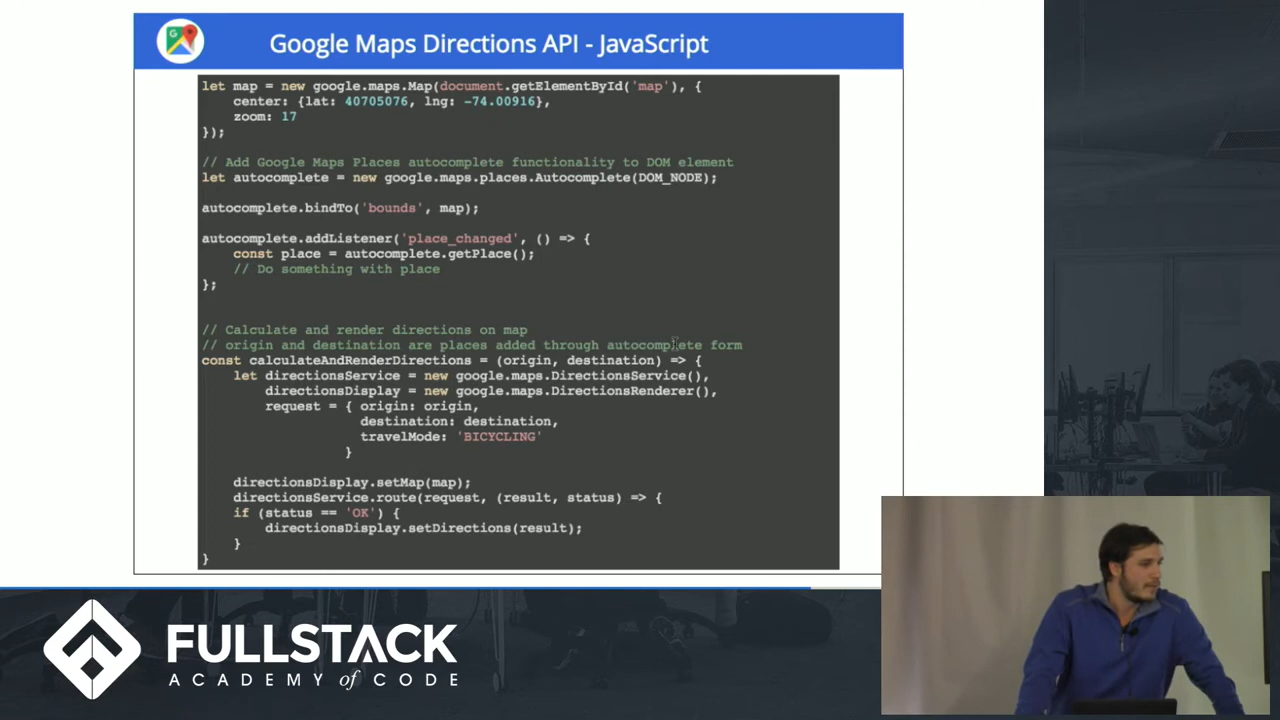 Google Maps Directions API - JavaScript
let map = new google.maps.Map(document.getElementById('map'), {
center: {lat: 40705076, lng: -74.00916},
zoom: 17
});
// Add Google Maps Places autocomplete functionality to DOM element
let autocomplete = new google.maps.places.Autocomplete(DOM_NODE);
autocomplete.bindTo('bounds', map);
autocomplete.addListener('place_changed', () => {
const place = autocomplete.getPlace();
// Do something with place
};
// Calculate and render directions on map
// origin and destination are places added through autocomplete form
const calculateAndRenderDirections = (origin, destination) => {
let directionsService = new google.maps.DirectionsService(),
directionsDisplay = new google.maps.DirectionsRenderer(),
request = { origin: origin,
destination: destination,
travelMode: 'BICYCLING'
}
directionsDisplay.setMap(map);
directionsService.route(request, (result, status) => {
if (status == 'OK') {
directionsDisplay.setDirections(result);
}
}
FULLSTACK
ACADEMY of CODE